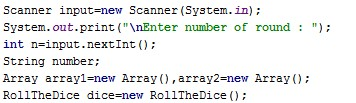 Scanner input=new Scanner(System.in);
System.out.print("\nEnter number of round : ");
int n=input.nextInt();
String number;
Array array1=new Array(),array2=new Array();
RollTheDice dice=new RollTheDice();